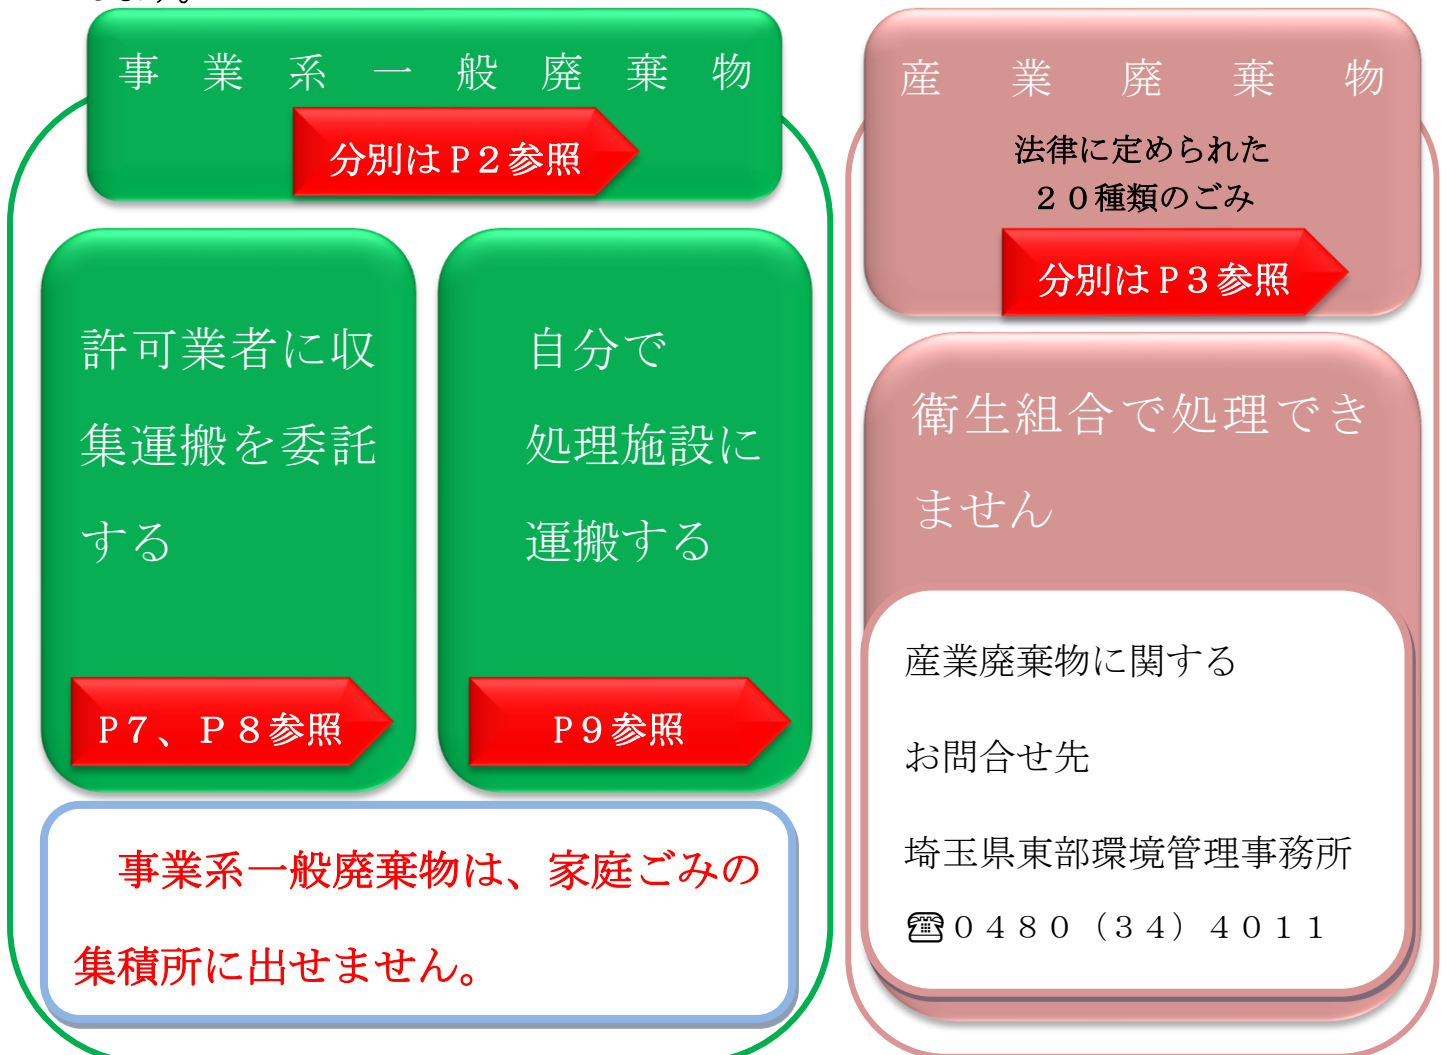 事業系一般廃棄物
分別はP２参照
許可業者に収
集運搬を委託
する
P７、P８参照
自分で
処理施設に
運搬する
P９参照
事業系一般廃棄物は、家庭ごみの
集積所に出せません。
産業廃棄物
法律に定められた
２０種類のごみ
分別はP３参照
衛生組合で処理でき
ません
産業廃棄物に関する
お問合せ先
埼玉県東部環境管理事務所
☎０４８０（３４）４０１１